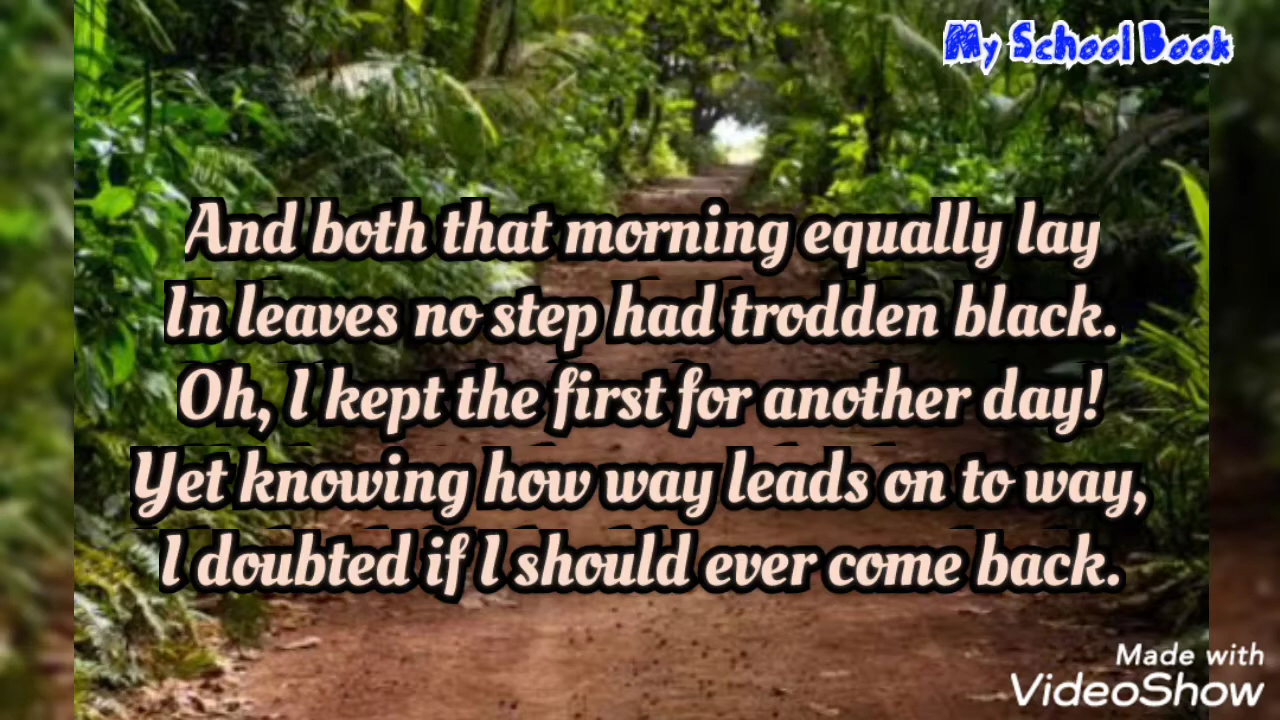 My School Book
And both that morning equally lay
In leaves no step had trodden black.
Oh, I kept the first for another day!
Yet knowing how way leads on to way,
I doubted if I should ever come back.
Made with
VideoShow